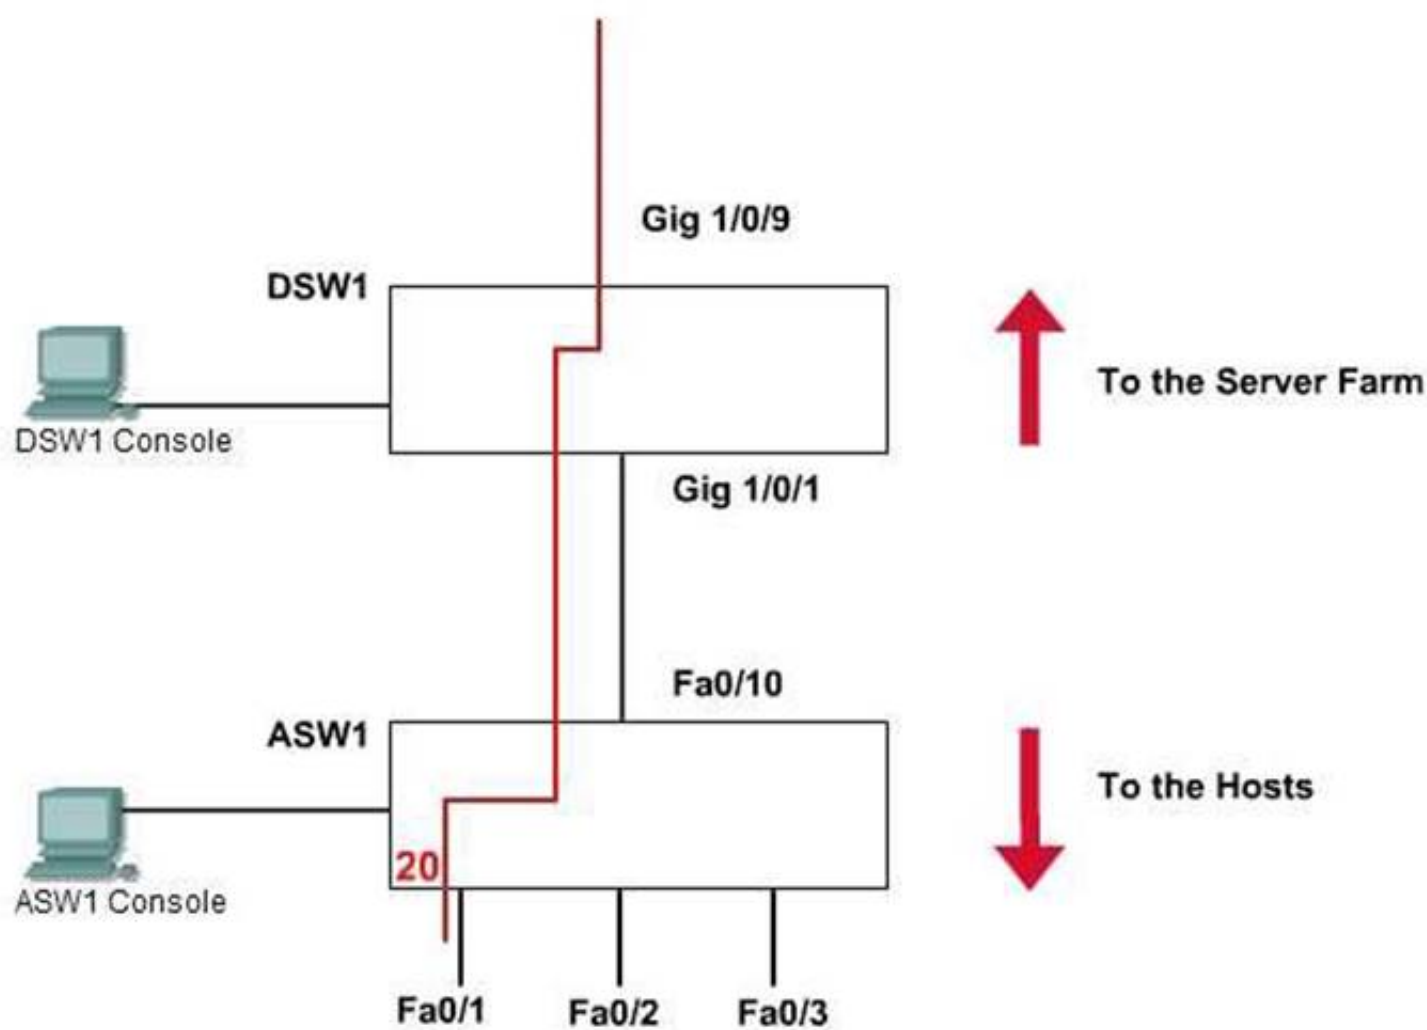 Gig 1/0/9
DSW1
To the Server Farm
DSW1 Console
Gig 1/0/1
Fa0/10
ASW1
To the Hosts
20
ASW1 Console
Fa0/1
Fa0/2
Fa0/3